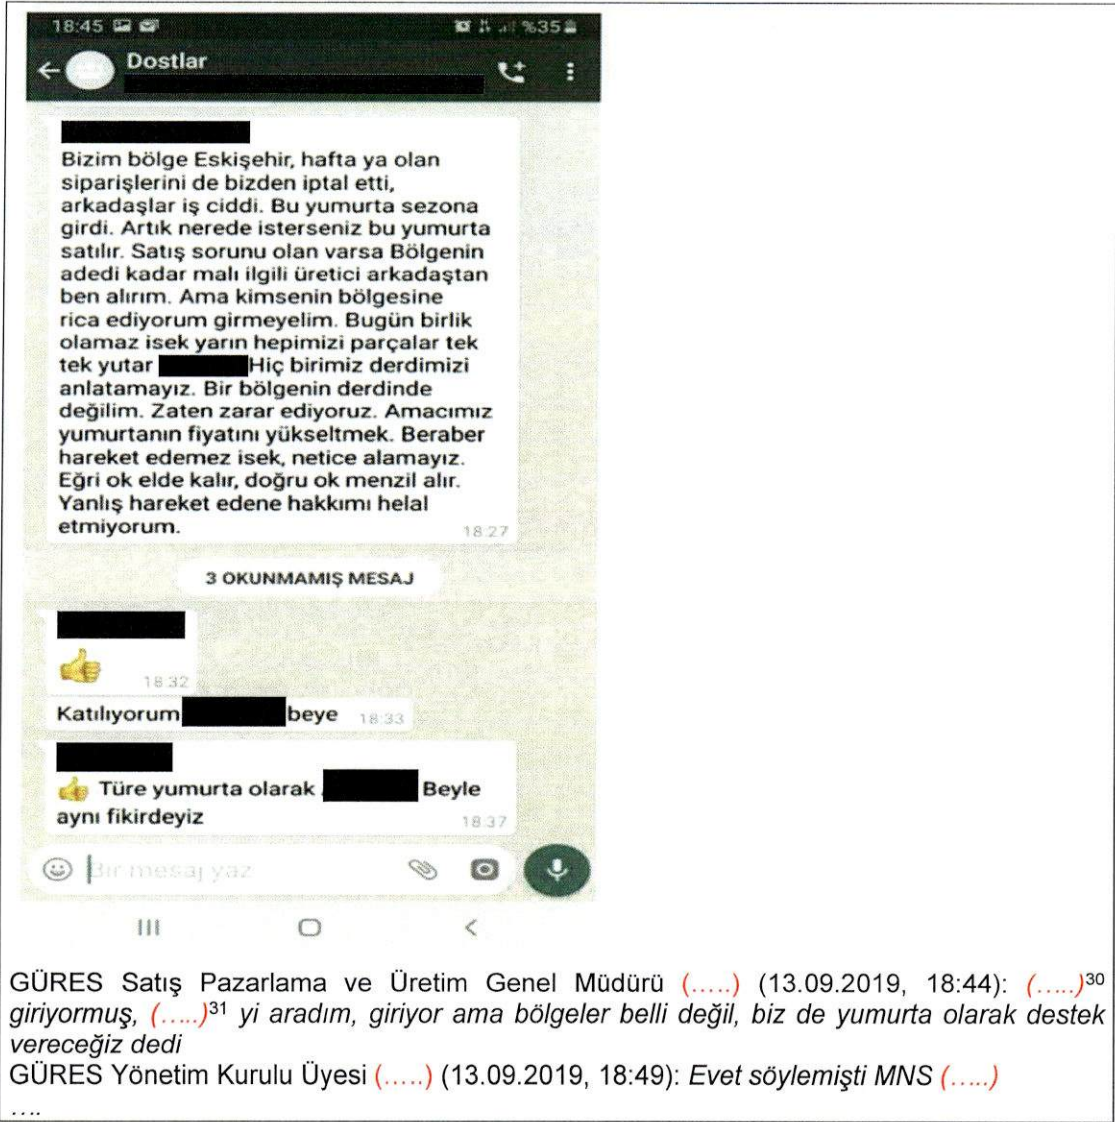 18:45 %35
Dostlar
Bizim bölge Eskişehir, hafta ya olan
siparişlerini de bizden iptal etti,
arkadaşlar iş ciddi. Bu yumurta sezona
girdi. Artık nerede isterseniz bu yumurta
satılır. Satış sorunu olan varsa Bölgenin
adedi kadar malı ilgili üretici arkadaştan
ben alırım. Ama kimsenin bölgesine
rica ediyorum girmeyelim. Bugün birlik
olamaz isek yarın hepimizi parçalar tek
tek yutar Hiç birimiz derdimizi
anlatamayız. Bir bölgenin derdinde
değilim. Zaten zarar ediyoruz. Amacımız
yumurtanın fiyatını yükseltmek. Beraber
hareket edemez isek, netice alamayız.
Eğri ok elde kalır, doğru ok menzil alır.
Yanlış hareket edene hakkımı helal
etmiyorum. 18:27
3 OKUNMAMIŞ MESAJ
18:32
Katılıyorum beye 18:33
Türe yumurta olarak Beyle
aynı fikirdeyiz 18:37
Bir mesaj yaz
GÜRES Satış Pazarlama ve Üretim Genel Müdürü (.....) (13.09.2019, 18:44): (.....)30
giriyormuş, (.....)31 yi aradım, giriyor ama bölgeler belli değil, biz de yumurta olarak destek
vereceğiz dedi
GÜRES Yönetim Kurulu Üyesi (.....) (13.09.2019, 18:49): Evet söylemişti MNS (.....)
....